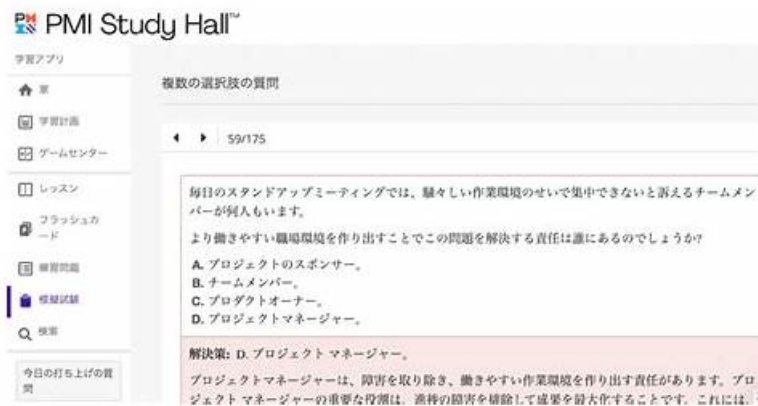 PMI Study Hall™
学習アプリ
家
学習計画
ゲームセンター
レッスン
フラッシュカ
ード
練習問題
模擬試験
検索
今日の打ち上げの質
問
複数の選択肢の質問
59/175
毎日のスタンドアップミーティングでは、騒々しい作業環境のせいで集中できないと訴えるチームメン
バーが何人もいます。
より働きやすい職場環境を作り出すことでこの問題を解決する責任は誰にあるのでしょうか?
A. プロジェクトのスポンサー。
B. チームメンバー。
C. プロダクトオーナー。
D. プロジェクトマネージャー。
解決策: D. プロジェクト マネージャー。
プロジェクトマネージャーは、障害を取り除き、働きやすい作業環境を作り出す責任があります。プロ
ジェクト マネージャーの重要な役割は、進捗の障害を排除して成果を最大化することです。これには、